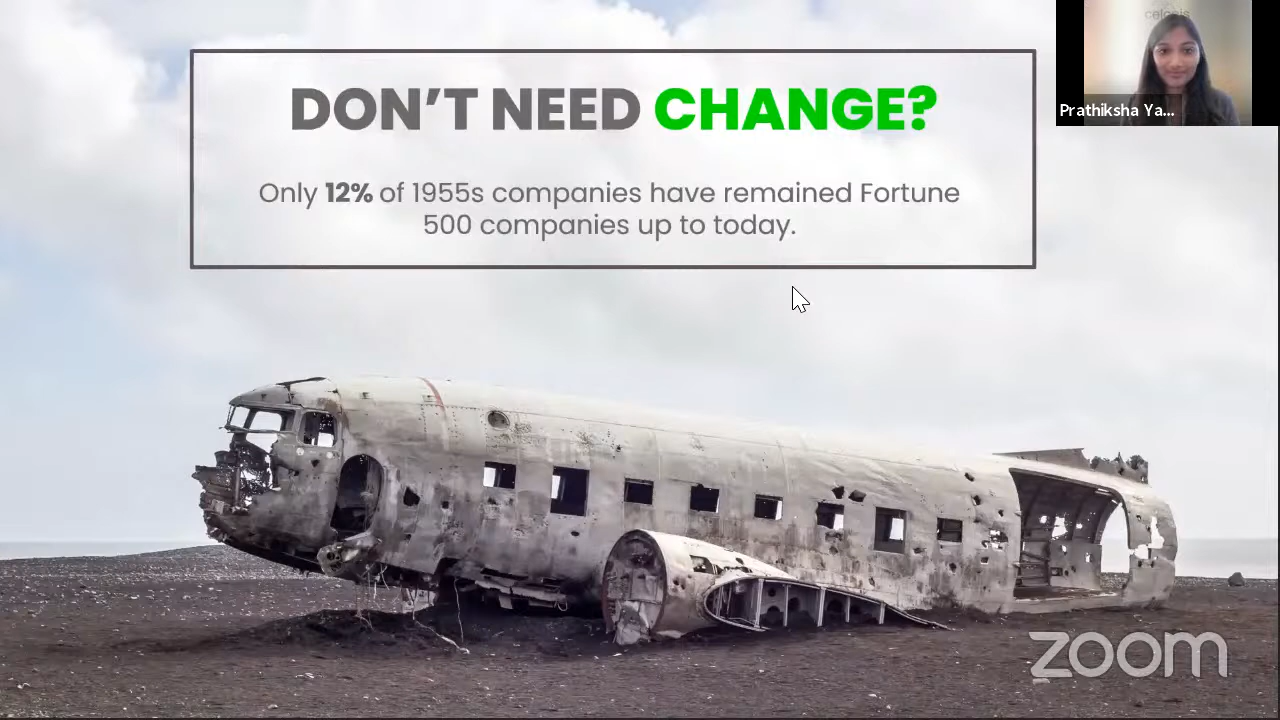 DON'T NEED CHANGE?
Only 12% of 1955s companies have remained Fortune
500 companies up to today.
Prathiksha Ya...
zoom